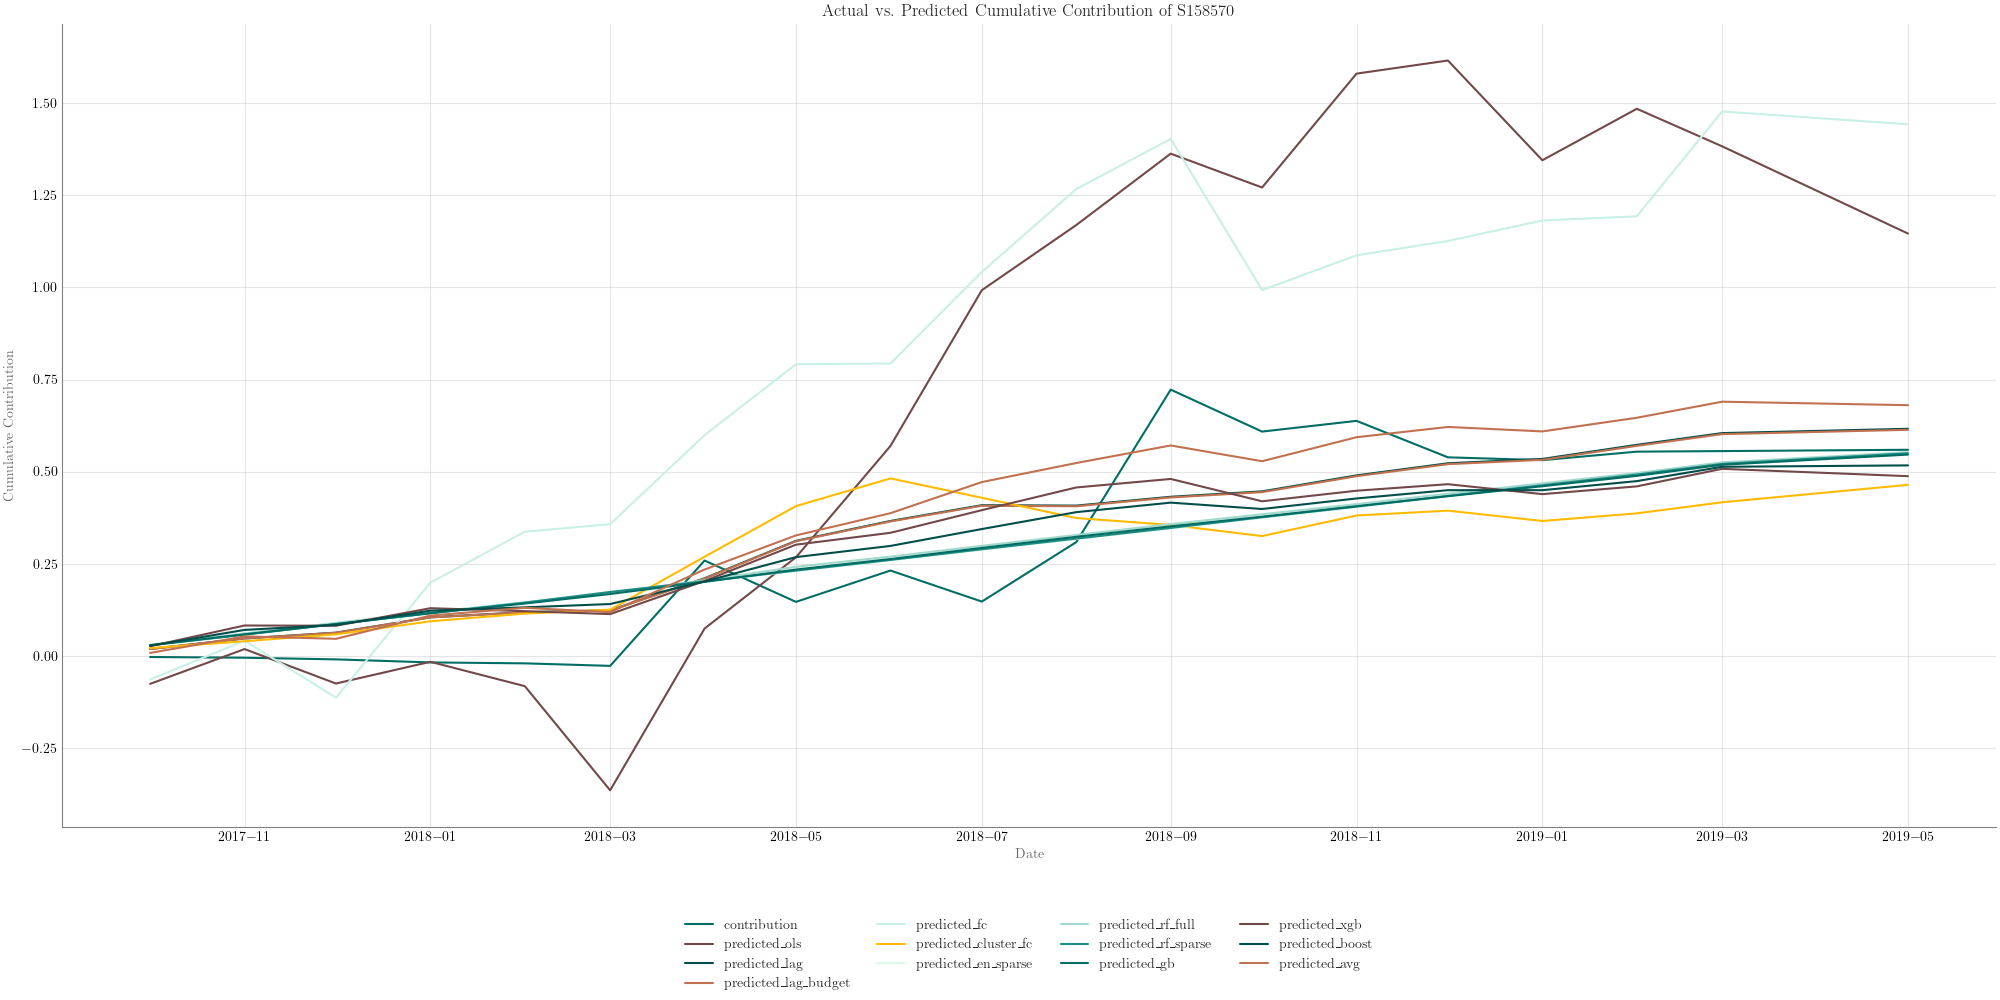 Actual vs. Predicted Cumulative Contribution of S158570
Cumulative Contribution
1.50
1.25
1.00
0.75
0.50
0.25
0.00
−0.25
2017−11
2018−01
2018−03
2018−05
2018−07
2018−09
2018−11
2019−01
2019−03
2019−05
Date
contribution
predicted_ols
predicted_lag
predicted_lag_budget
predicted_fc
predicted_cluster_fc
predicted_en_sparse
predicted_rf_full
predicted_rf_sparse
predicted_gb
predicted_xgb
predicted_boost
predicted_avg